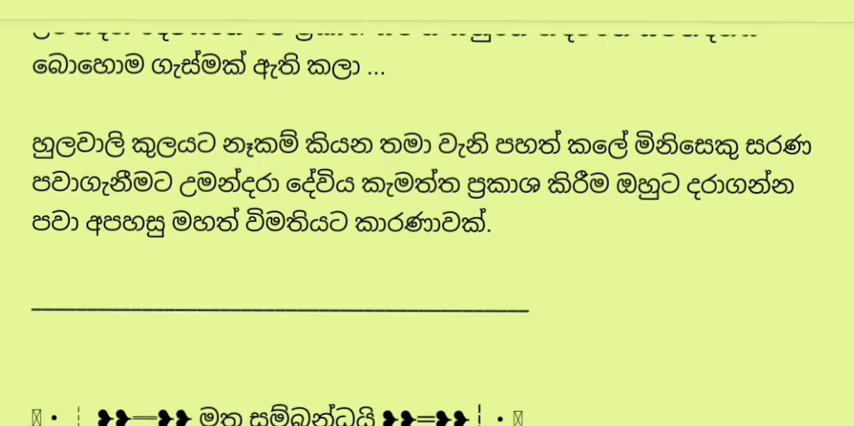 බොහොම ගැස්මක් ඇති කලා ...
හුලවාලි කුලයට නෑකම් කියන තමා වැනි පහත් කලේ මිනිසෙකු සරණ
පවාගැනීමට උමන්දරා දේවිය කැමත්ත ප්‍රකාශ කිරීම ඔහුට දරාගන්න
පවා අපහසු මහත් විමතියට කාරණාවක්.
මතු සම්බන්ධයි